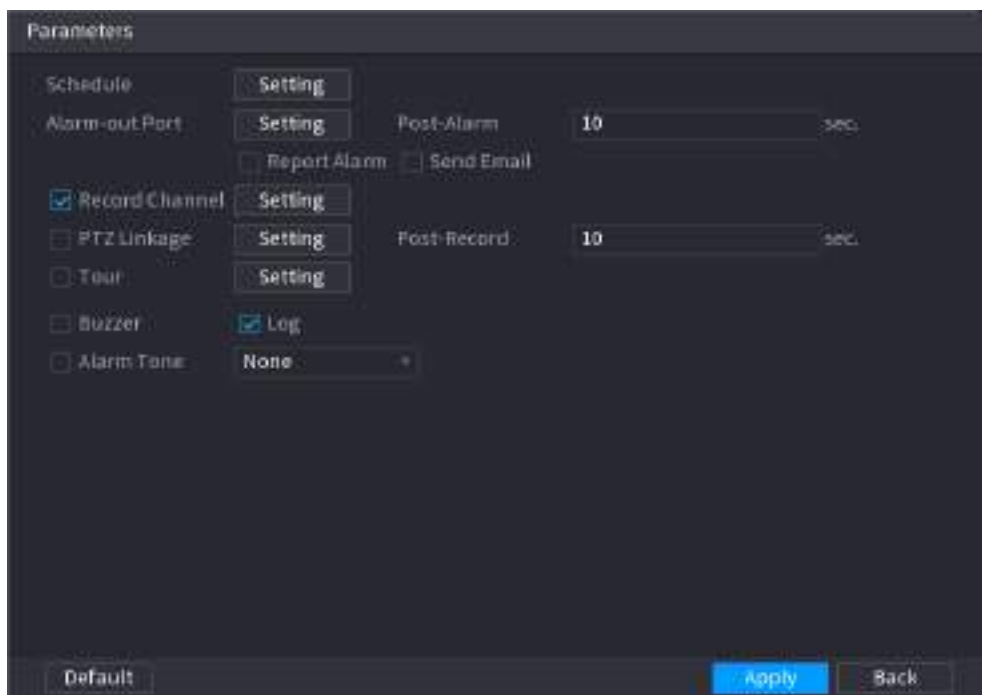 Parameters
Schedule Setting
Alarm-out Port Setting Post-Alarm 10 sec.
Report Alarm Send Email
Record Channel Setting
PTZ Linkage Setting Post-Record 10 sec.
Tour Setting
Buzzer Log
Alarm Tone None
Default Apply Back